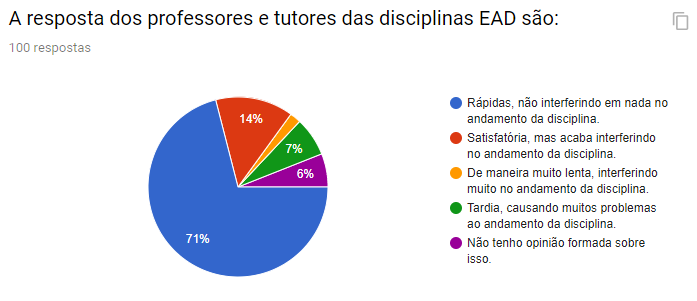 A resposta dos professores e tutores das disciplinas EAD são:
100 respostas
14%
7%
6%
71%
Rápidas, não interferindo em nada no
andamento da disciplina.
Satisfatória, mas acaba interferindo
no andamento da disciplina.
De maneira muito lenta, interferindo
muito no andamento da disciplina.
Tardia, causando muitos problemas
ao andamento da disciplina.
Não tenho opinião formada sobre
isso.